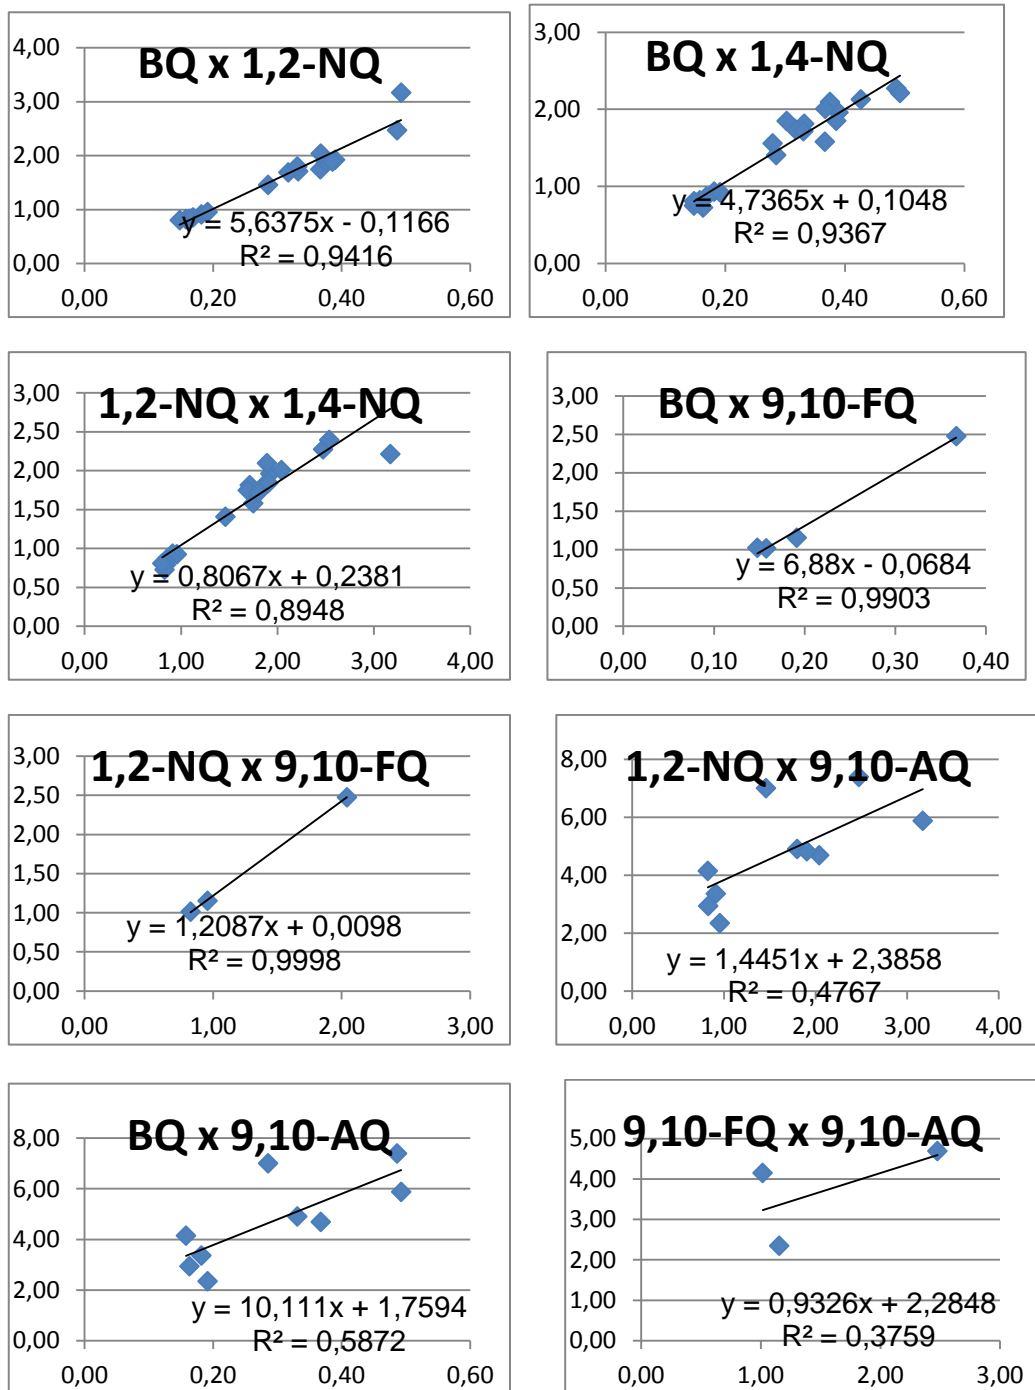 BQ x 1,2-NQ
4,00
3,00
2,00
1,00
0,00
y = 5,6375x - 0,1166
R² = 0,9416
0,00 0,20 0,40 0,60
BQ x 1,4-NQ
3,00
2,00
1,00
0,00
y = 4,7365x + 0,1048
R² = 0,9367
0,00 0,20 0,40 0,60
1,2-NQ x 1,4-NQ
3,00
2,50
2,00
1,50
1,00
0,50
0,00
y = 0,8067x + 0,2381
R² = 0,8948
0,00 1,00 2,00 3,00 4,00
BQ x 9,10-FQ
3,00
2,50
2,00
1,50
1,00
0,50
0,00
y = 6,88x - 0,0684
R² = 0,9903
0,00 0,10 0,20 0,30 0,40
1,2-NQ x 9,10-FQ
3,00
2,50
2,00
1,50
1,00
0,50
0,00
y = 1,2087x + 0,0098
R² = 0,9998
0,00 1,00 2,00 3,00
1,2-NQ x 9,10-AQ
8,00
6,00
4,00
2,00
0,00
y = 1,4451x + 2,3858
R² = 0,4767
0,00 1,00 2,00 3,00 4,00
BQ x 9,10-AQ
8,00
6,00
4,00
2,00
0,00
y = 10,111x + 1,7594
R² = 0,5872
0,00 0,20 0,40 0,60
9,10-FQ x 9,10-AQ
5,00
4,00
3,00
2,00
1,00
0,00
y = 0,9326x + 2,2848
R² = 0,3759
0,00 1,00 2,00 3,00